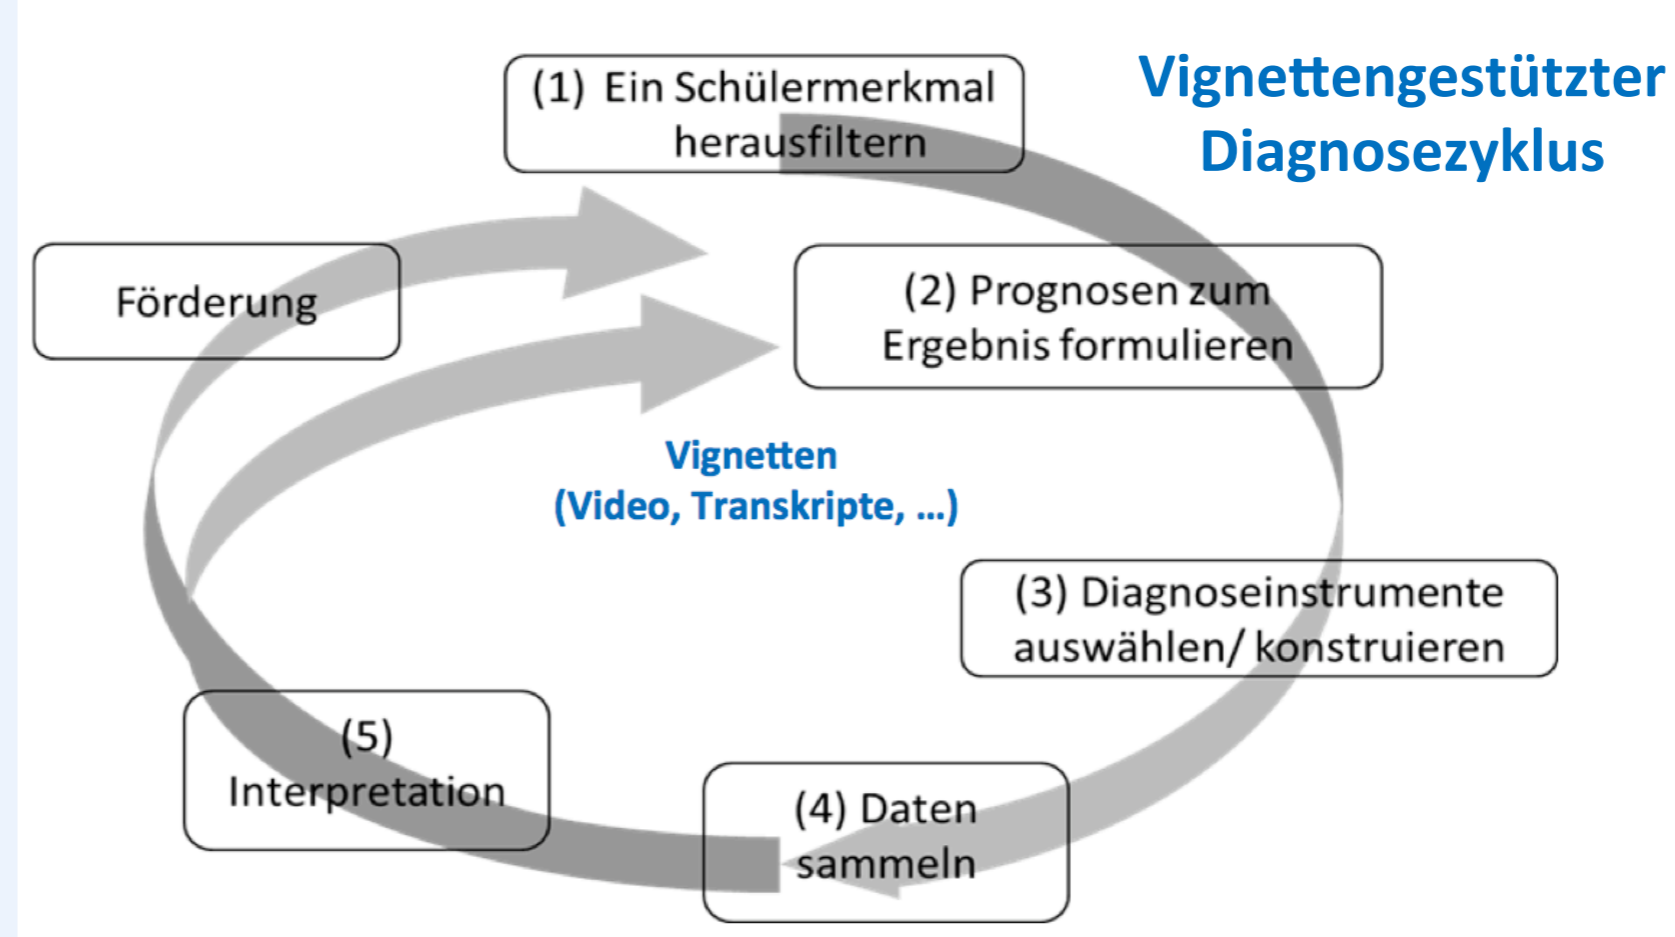 Vignettengestützter
Diagnosezyklus
(1) Ein Schülermerkmal
herausfiltern
(2) Prognosen zum
Ergebnis formulieren
(3) Diagnoseinstrumente
auswählen/ konstruieren
(4) Daten
sammeln
(5)
Interpretation
Förderung
Vignetten
(Video, Transkripte, ...)